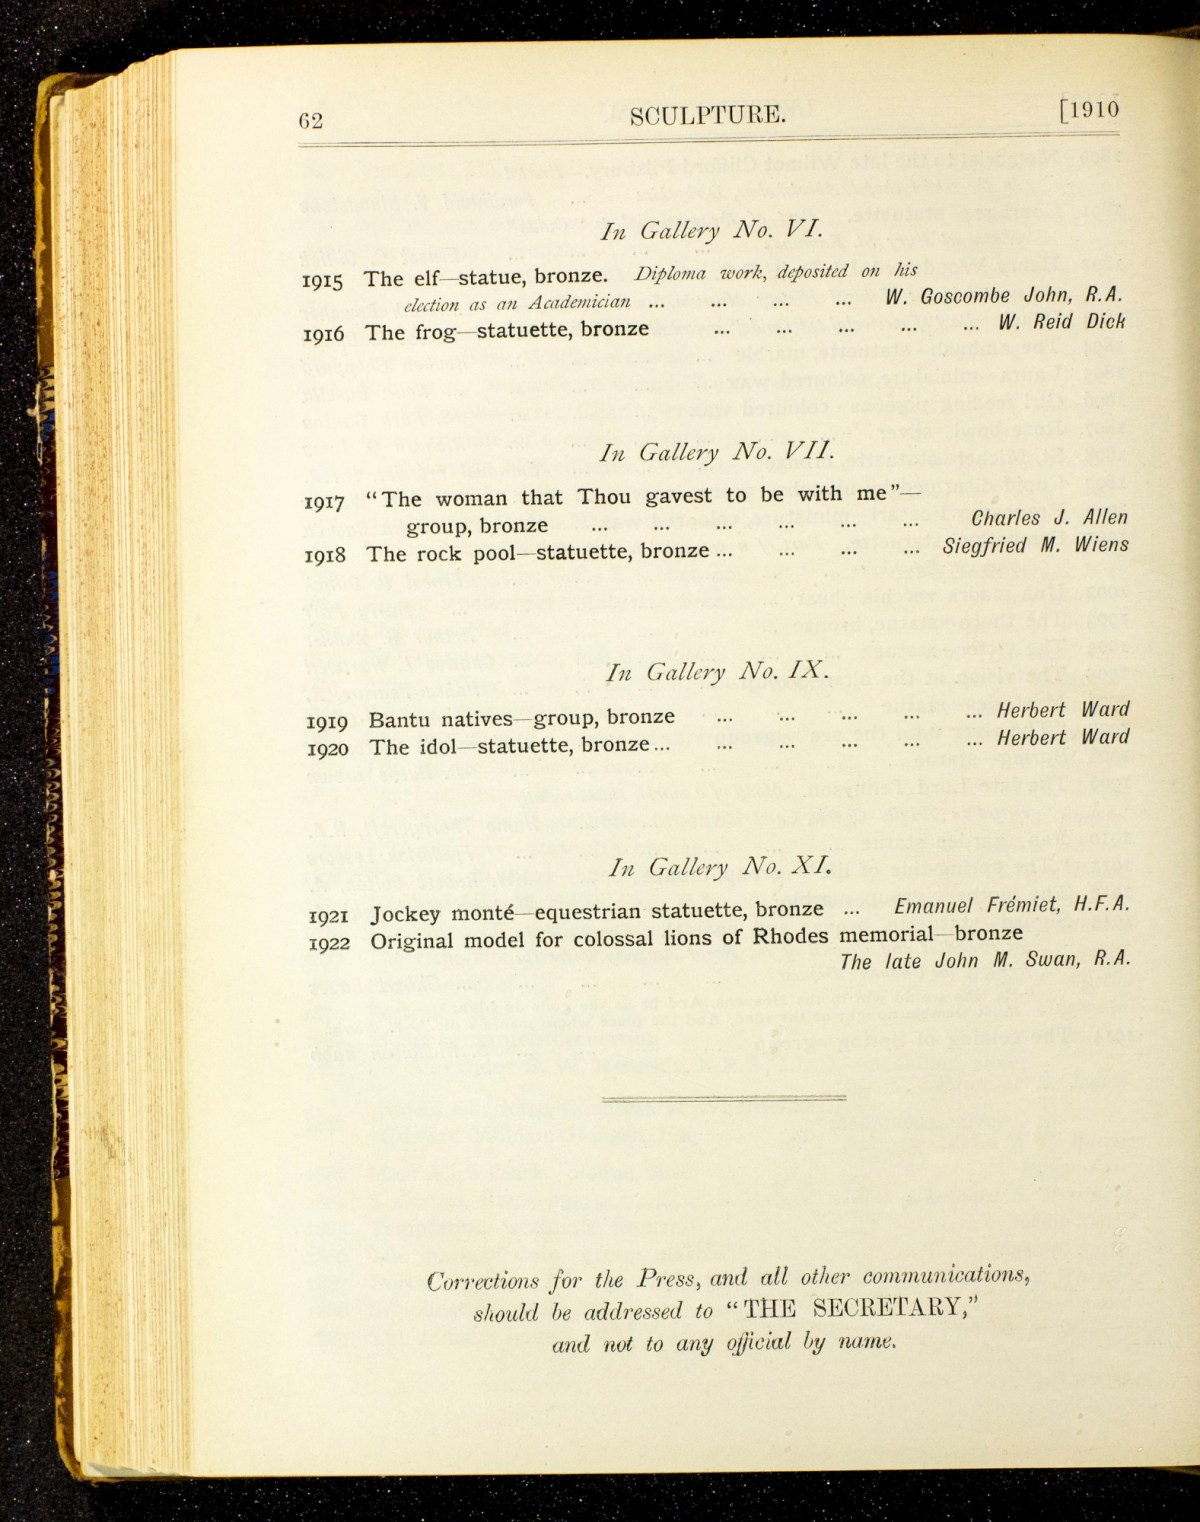 62 SCULPTURE. [1910
In Gallery No. VI.
1915 The elf—statue, bronze. Diploma work, deposited on his
election as an Academician ... ... ... ... W. Goscombe John, R.A.
1916 The frog—statuette, bronze ... ... ... ... ... W. Reid Dick
In Gallery No. VII.
1917 "The woman that Thou gavest to be with me"—
group, bronze ... ... ... ... ... ... Charles J. Allen
1918 The rock pool—statuette, bronze ... ... ... ... Siegfried M. Wiens
In Gallery No. IX.
1919 Bantu natives—group, bronze ... ... ... ... ... Herbert Ward
1920 The idol—statuette, bronze ... ... ... ... ... ... Herbert Ward
In Gallery No. XI.
1921 Jockey monté—equestrian statuette, bronze ... Emanuel Frémiet, H.F.A.
1922 Original model for colossal lions of Rhodes memorial—bronze
The late John M. Swan, R.A.
Corrections for the Press, and all other communications,
should be addressed to "THE SECRETARY,"
and not to any official by name.